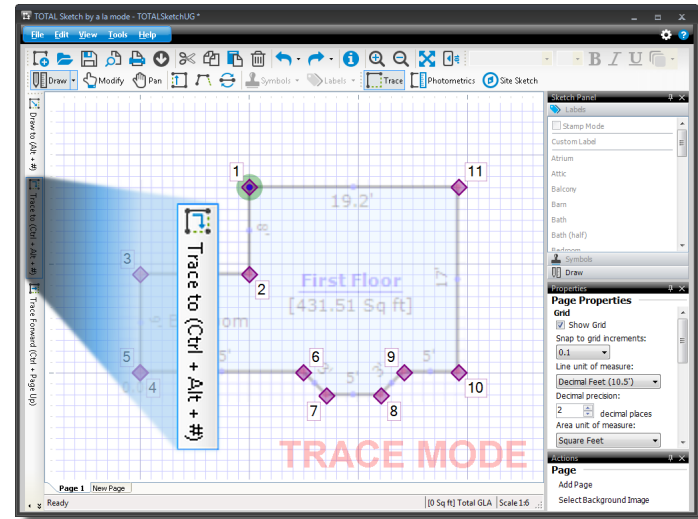 TOTAL Sketch by a la mode - TOTALSketchUG *
File Edit View Tools Help
Draw Modify Pan Symbols Labels Trace Photometrics Site Sketch
B I U
Draw to (Alt + #)
Trace to (Ctrl + Alt + #)
Trace Forward (Ctrl + Page Up)
Trace to (Ctrl + Alt + #)
1
11
19.2'
8'
3
2
First Floor
[431.51 Sq ft]
17'
5
4
5'
6
9
5'
3'
5'
3'
10
7
8
TRACE MODE
Sketch Panel
Labels
Stamp Mode
Custom Label
Atrium
Attic
Balcony
Barn
Bath
Bath (half)
Bedroom
Symbols
Draw
Properties
Page Properties
Grid
Show Grid
Snap to grid increments:
0.1
Line unit of measure:
Decimal Feet (10.5')
Decimal precision:
2 decimal places
Area unit of measure:
Square Feet
Actions
Page
Add Page
Select Background Image
Page 1 New Page
Ready [0 Sq ft] Total GLA Scale 1:6